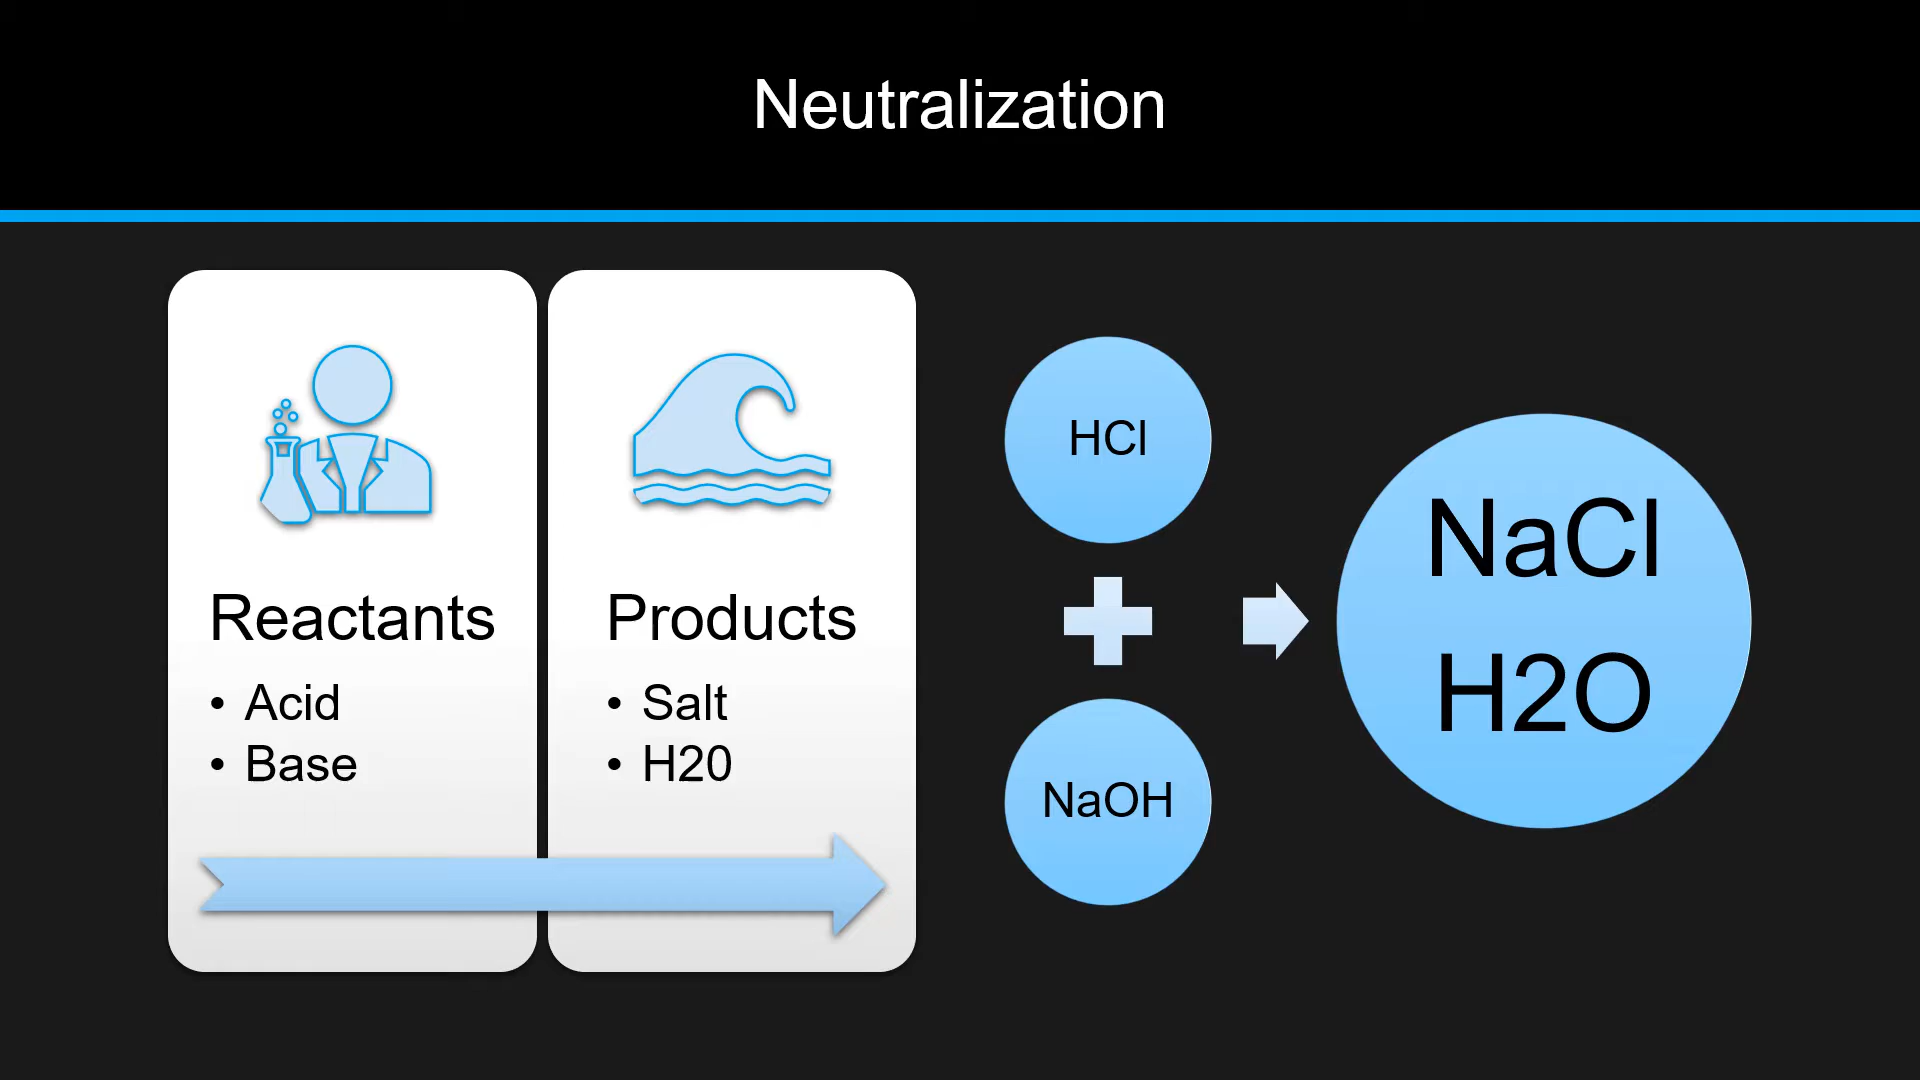 Neutralization
Reactants
• Acid
• Base
Products
• Salt
• H20
HCl
NaOH
NaCl
H2O